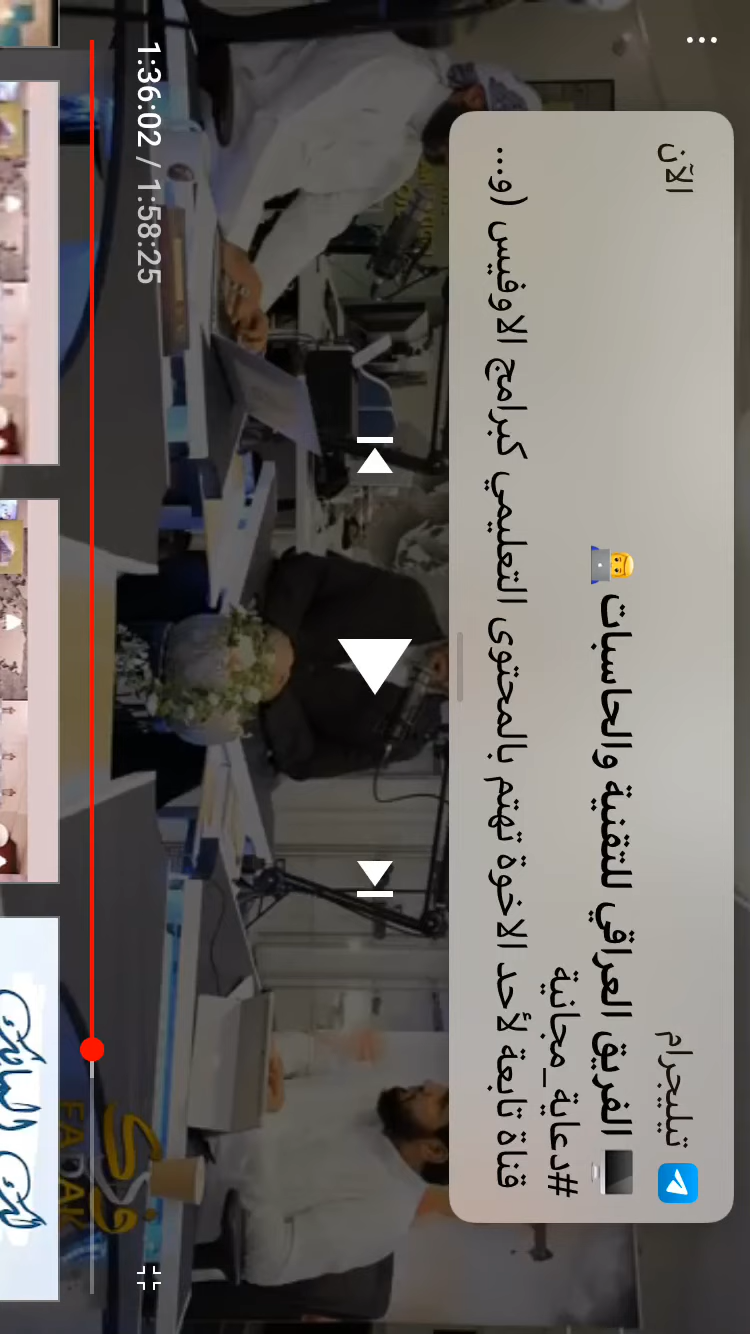 تيليجرام
الآن
🖥 الفريق العراقي للتقنية والحاسبات 👨‍💻
#دعاية_مجانية
قناة تابعة لأحد الاخوة تهتم بالمحتوى التعليمي كبرامج الاوفيس (و...
1:36:02 / 1:58:25
فدك
FADAK